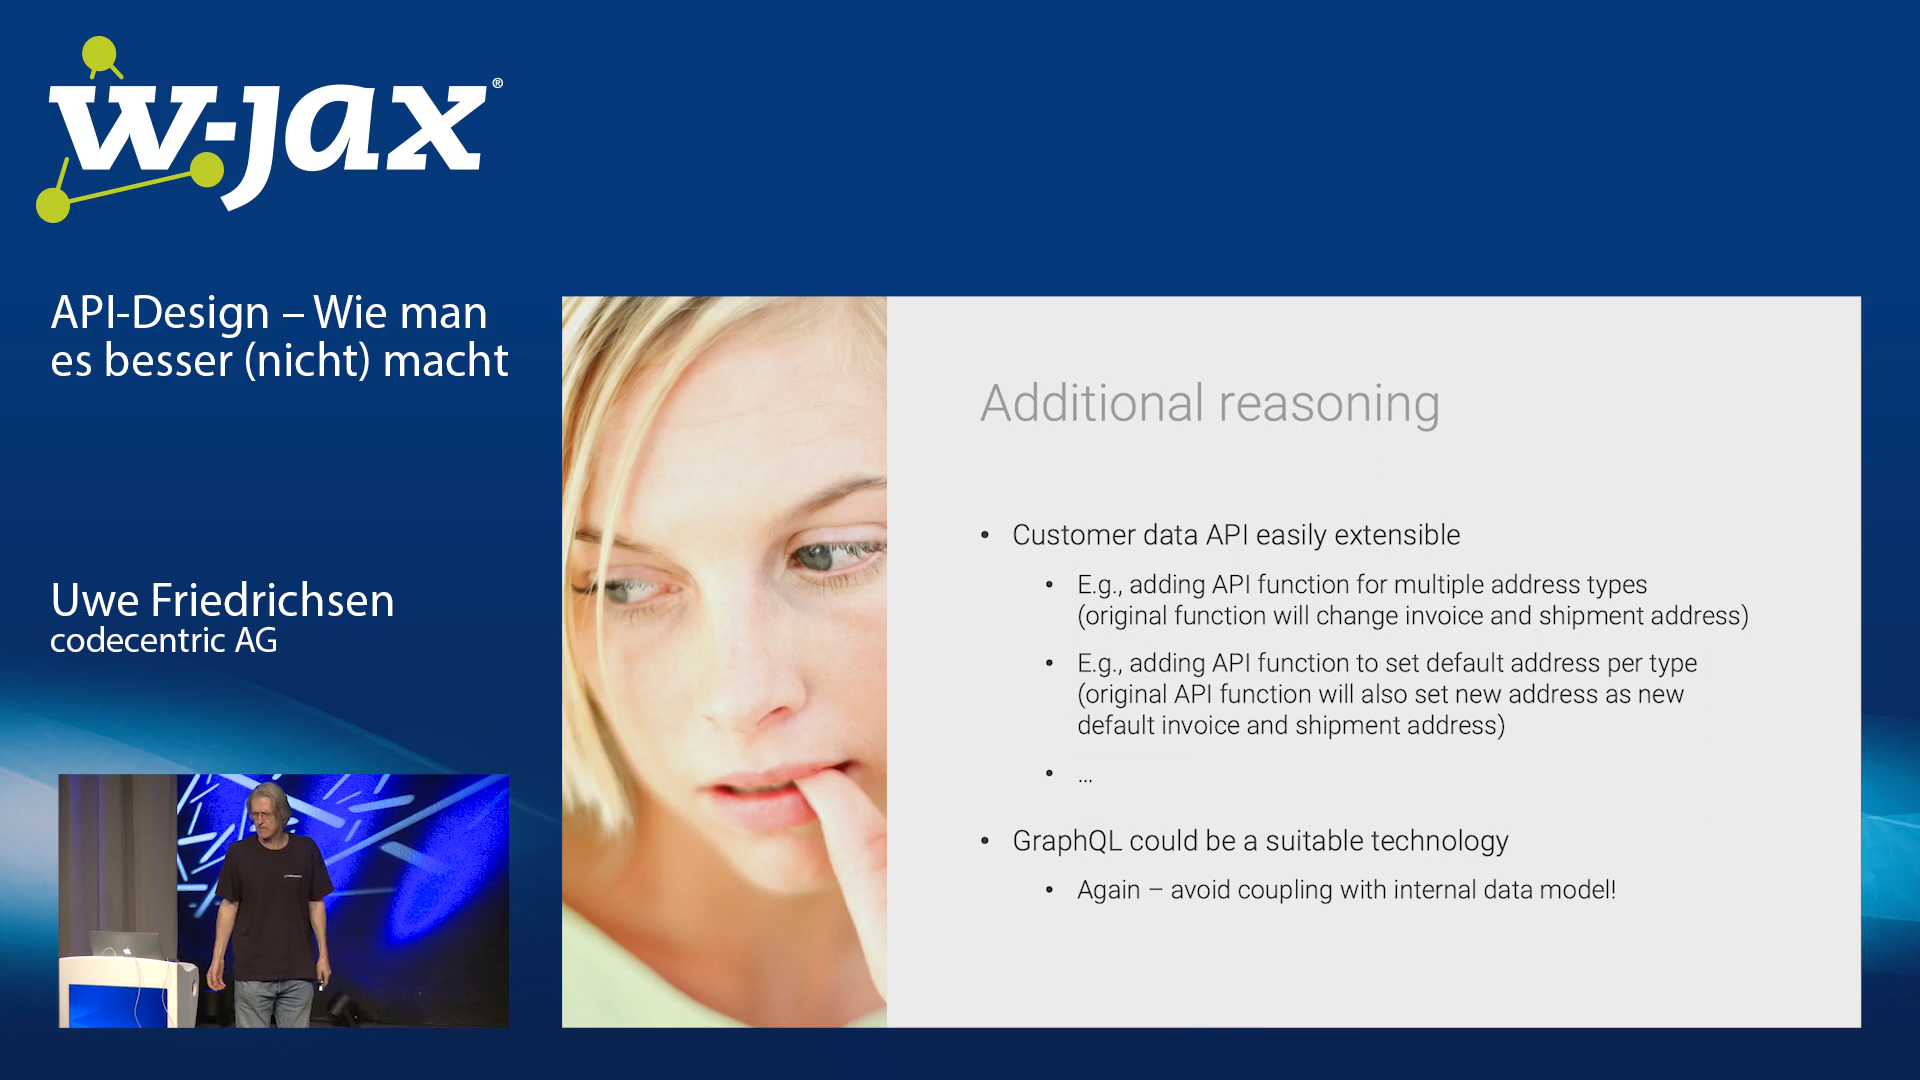 w-jax®
API-Design – Wie man
es besser (nicht) macht
Uwe Friedrichsen
codecentric AG
Additional reasoning
• Customer data API easily extensible
• E.g., adding API function for multiple address types
(original function will change invoice and shipment address)
• E.g., adding API function to set default address per type
(original API function will also set new address as new
default invoice and shipment address)
• ...
• GraphQL could be a suitable technology
• Again – avoid coupling with internal data model!